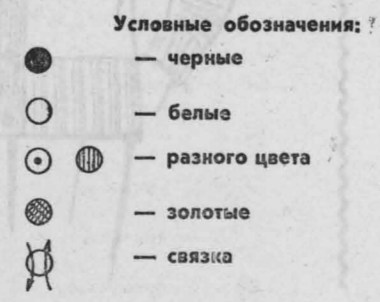 Условные обозначения:
— черные
— белые
— разного цвета
— золотые
— связка